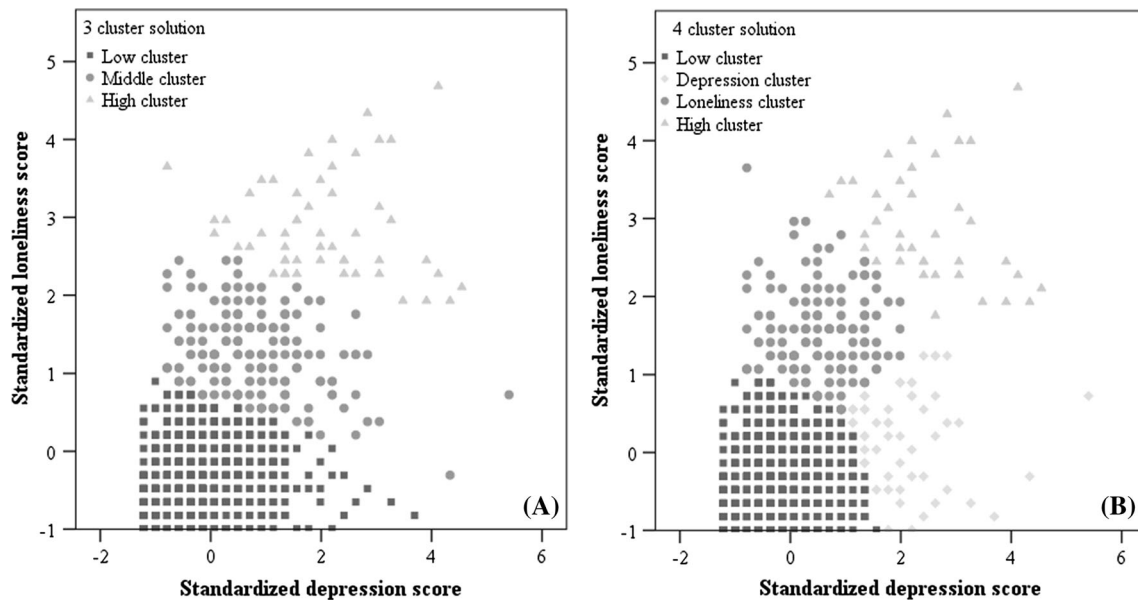 3 cluster solution
Low cluster
Middle cluster
High cluster
5
4
3
2
1
0
-1
-2
0
2
4
6
Standardized loneliness score
Standardized depression score
(A)
4 cluster solution
Low cluster
Depression cluster
Loneliness cluster
High cluster
5
4
3
2
1
0
-1
-2
0
2
4
6
Standardized loneliness score
Standardized depression score
(B)